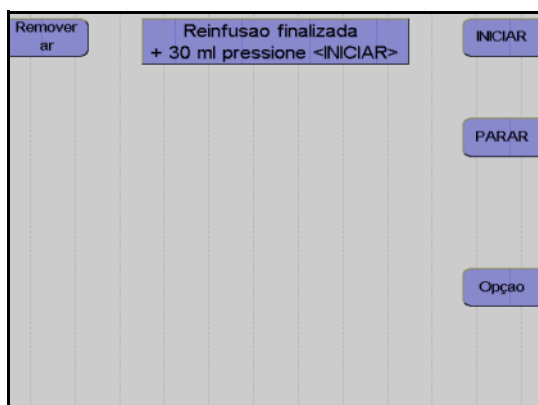 Remover
ar
Reinfusao finalizada
+ 30 ml pressione <INICIAR>
INICIAR
PARAR
Opçao